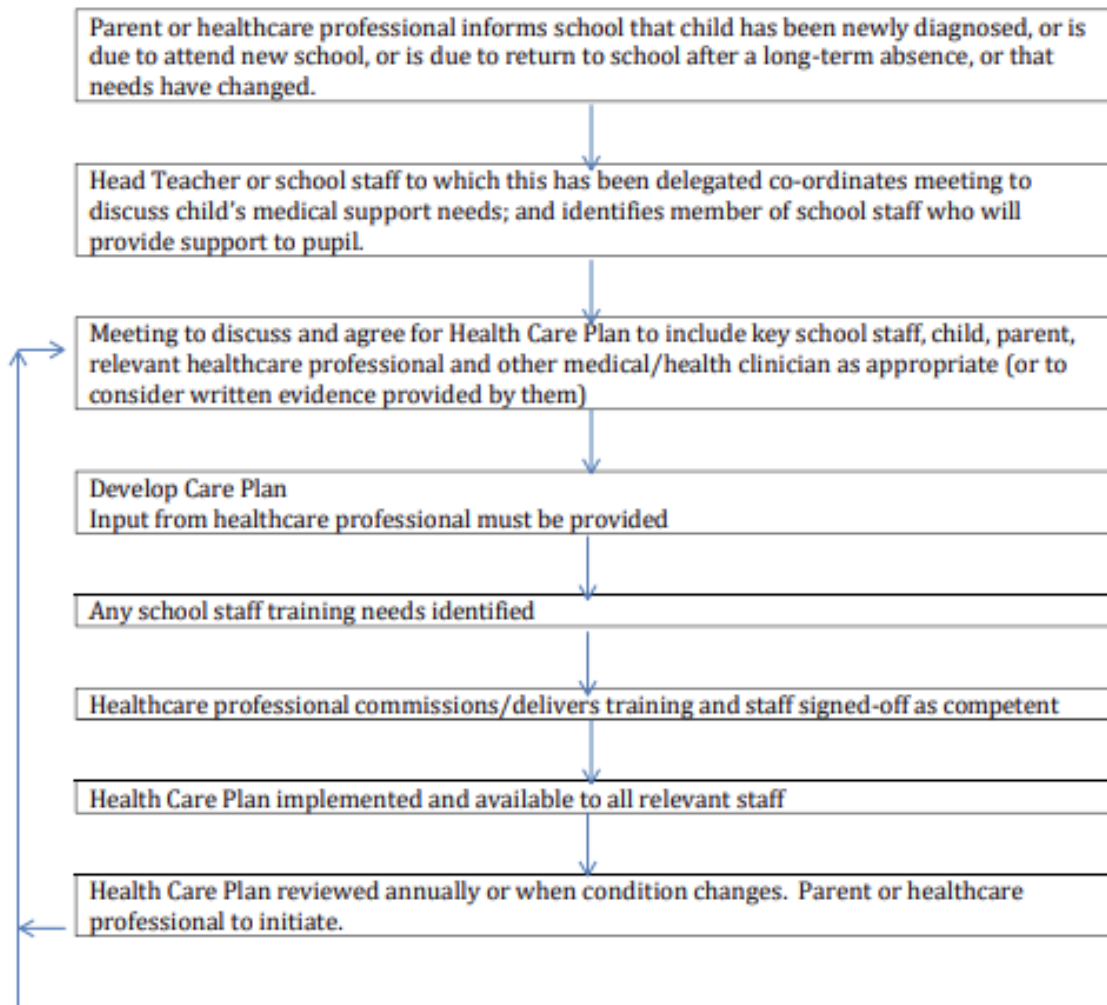 Parent or healthcare professional informs school that child has been newly diagnosed, or is
due to attend new school, or is due to return to school after a long-term absence, or that
needs have changed.
Head Teacher or school staff to which this has been delegated co-ordinates meeting to
discuss child's medical support needs; and identifies member of school staff who will
provide support to pupil.
Meeting to discuss and agree for Health Care Plan to include key school staff, child, parent,
relevant healthcare professional and other medical/health clinician as appropriate (or to
consider written evidence provided by them)
Develop Care Plan
Input from healthcare professional must be provided
Any school staff training needs identified
Healthcare professional commissions/delivers training and staff signed-off as competent
Health Care Plan implemented and available to all relevant staff
Health Care Plan reviewed annually or when condition changes. Parent or healthcare
professional to initiate.